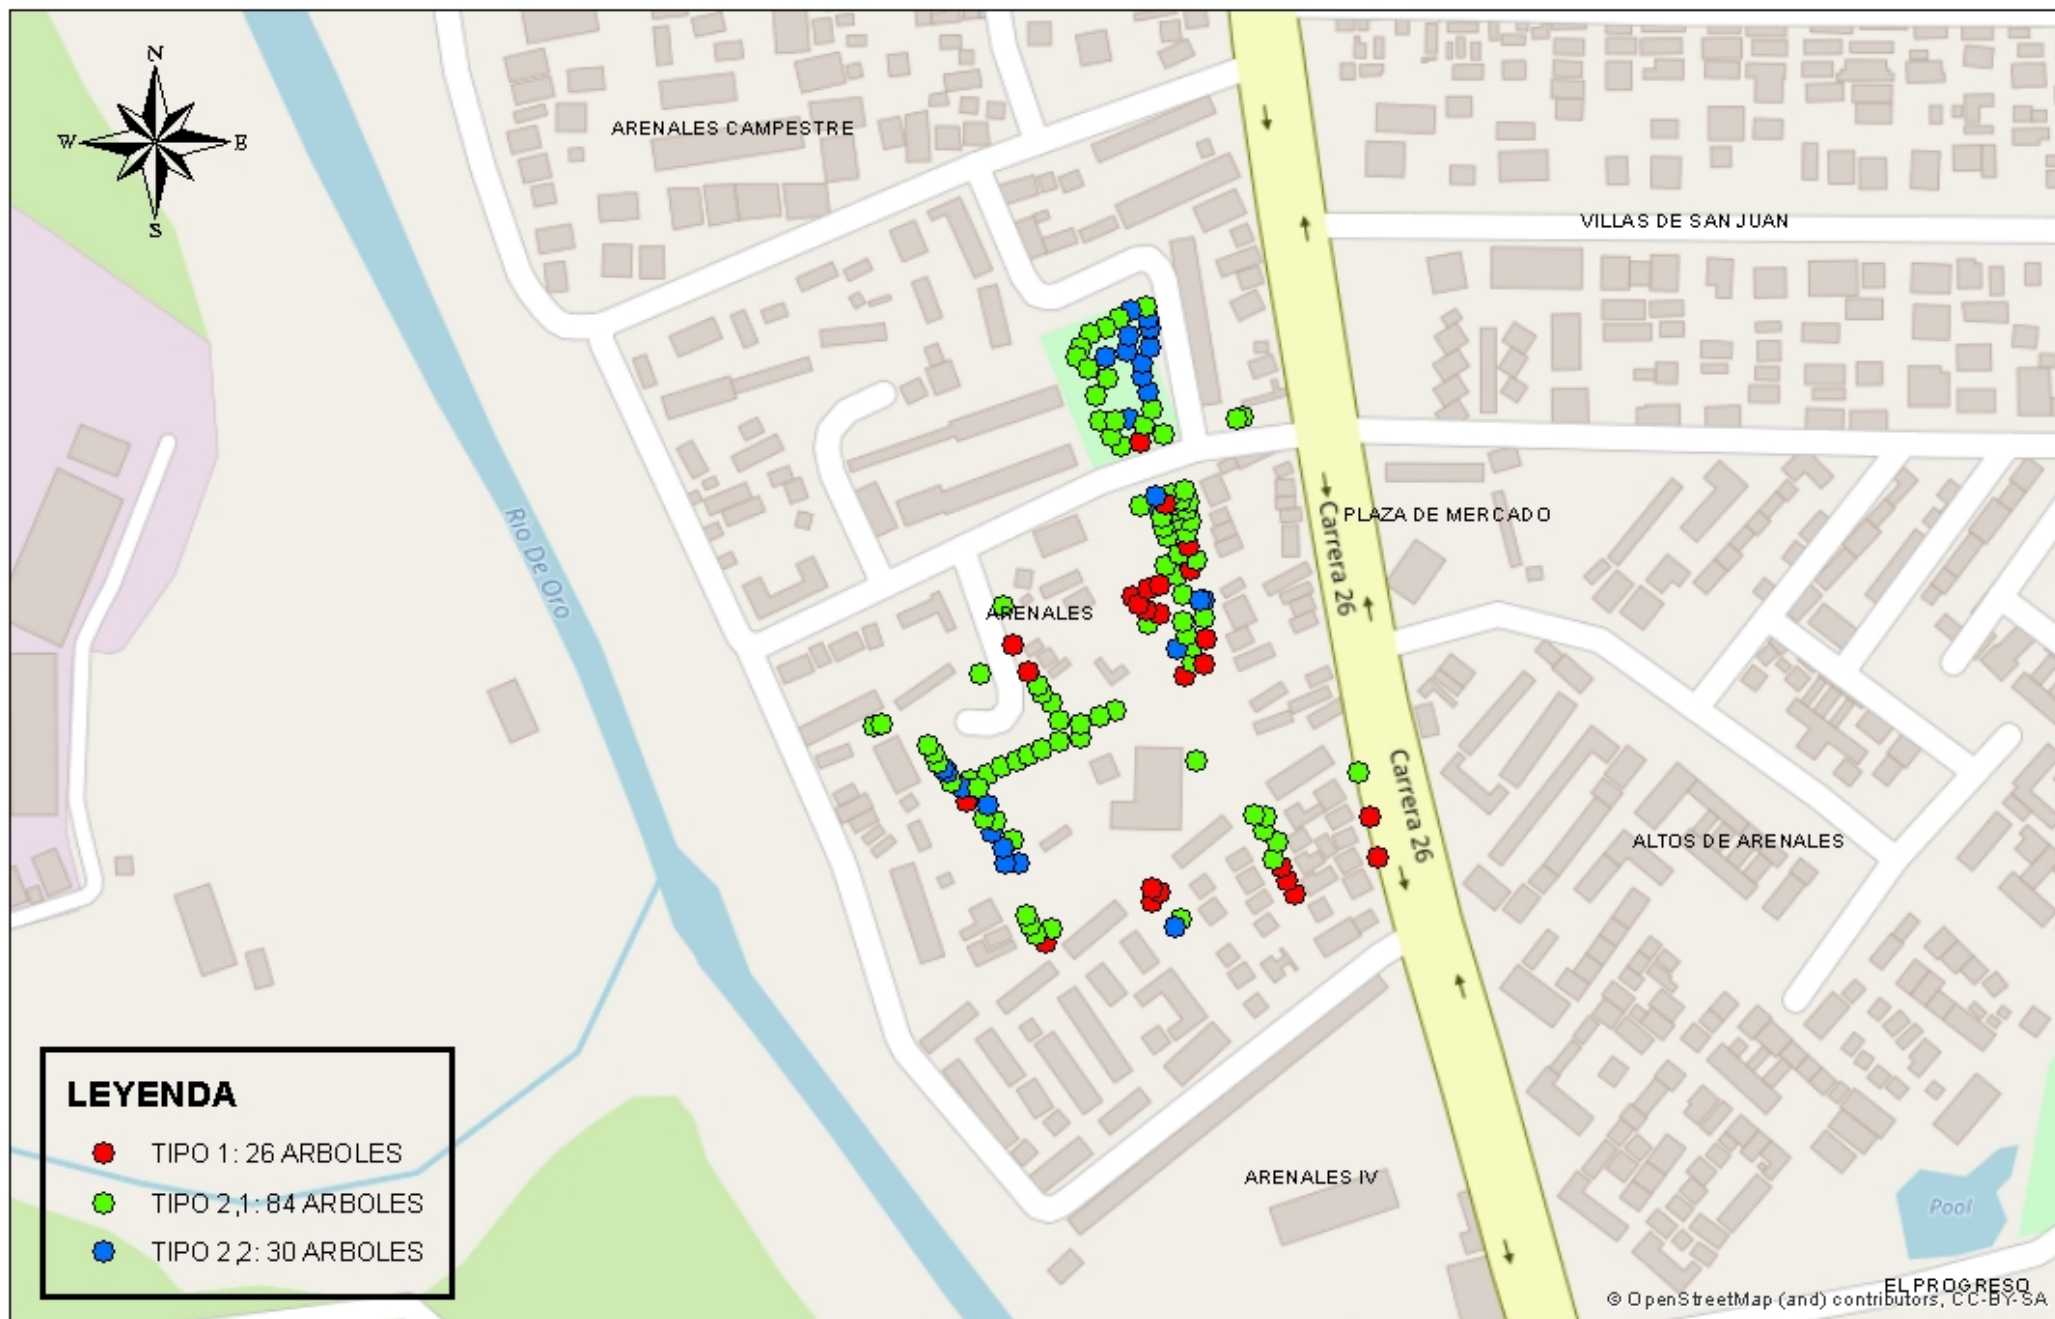 N
W
E
S
ARENALES CAMPESTRE
VILLAS DE SAN JUAN
Rio De Oro
Carrera 26
PLAZA DE MERCADO
ARENALES
Carrera 26
ALTOS DE ARENALES
LEYENDA
TIPO 1: 26 ARBOLES
TIPO 2,1: 84 ARBOLES
TIPO 2,2: 30 ARBOLES
ARENALES IV
Pool
EL PROGRESO
© OpenStreetMap (and) contributors, CC-BY-SA